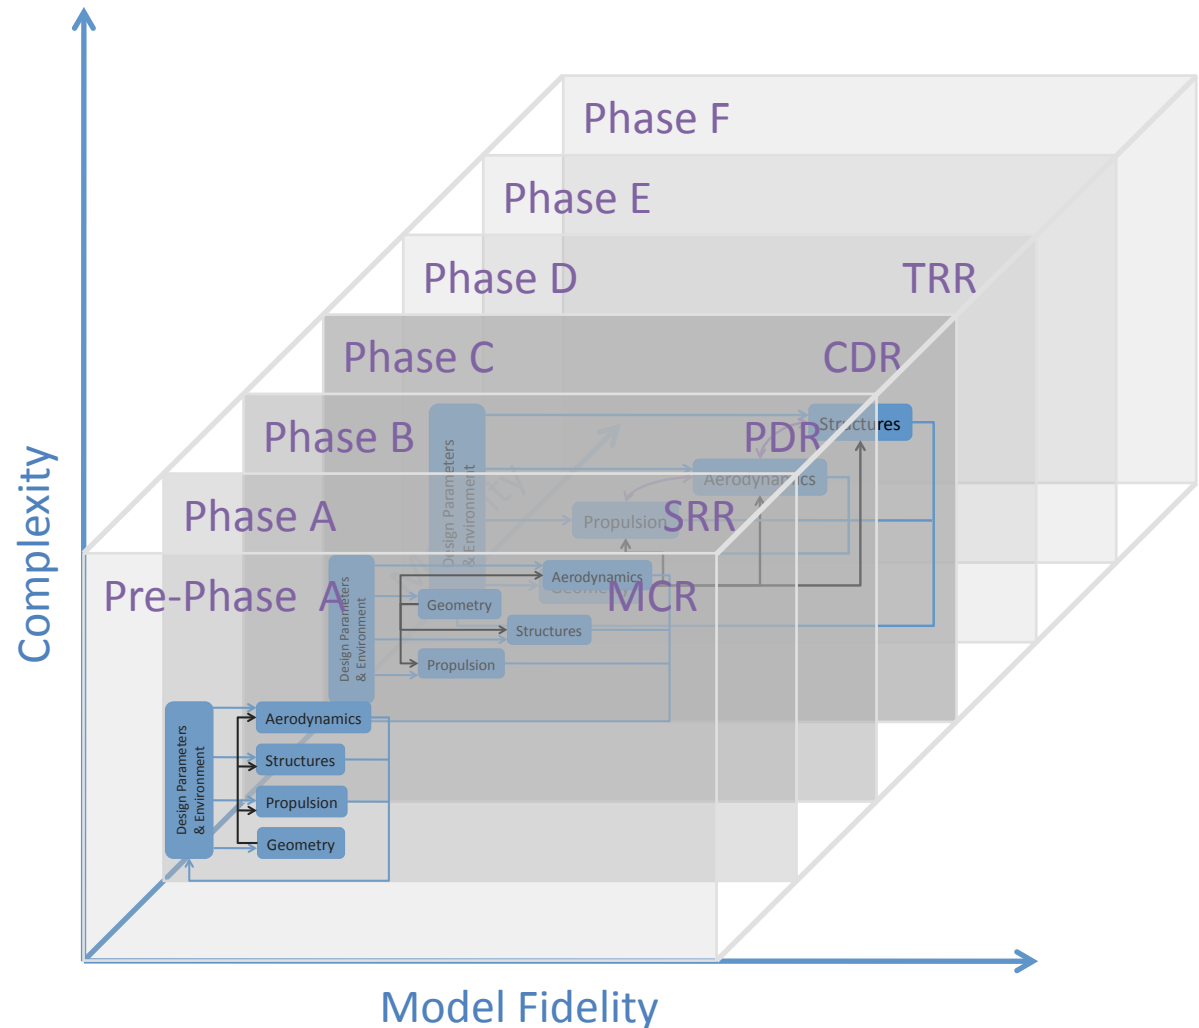 Phase F
Phase E
Phase D
TRR
Phase C
CDR
Phase B
PDR
Structures
Aerodynamics
Phase A
SRR
Propulsion
Design Parameters
& Environment
Pre-Phase A
MCR
Aerodynamics
Geometry
Geometry
Structures
Propulsion
Design Parameters
& Environment
Aerodynamics
Structures
Propulsion
Geometry
Design Parameters
& Environment
Complexity
Model Fidelity